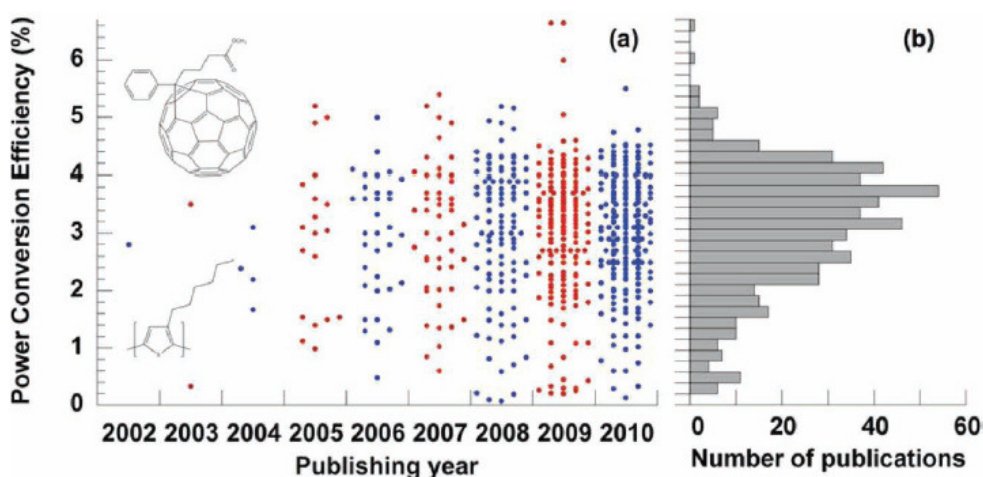 Power Conversion Efficiency (%)
6
5
4
3
2
1
0
OCH₃
O
S
(a)
2002 2003 2004 2005 2006 2007 2008 2009 2010
Publishing year
(b)
0 20 40 60
Number of publications